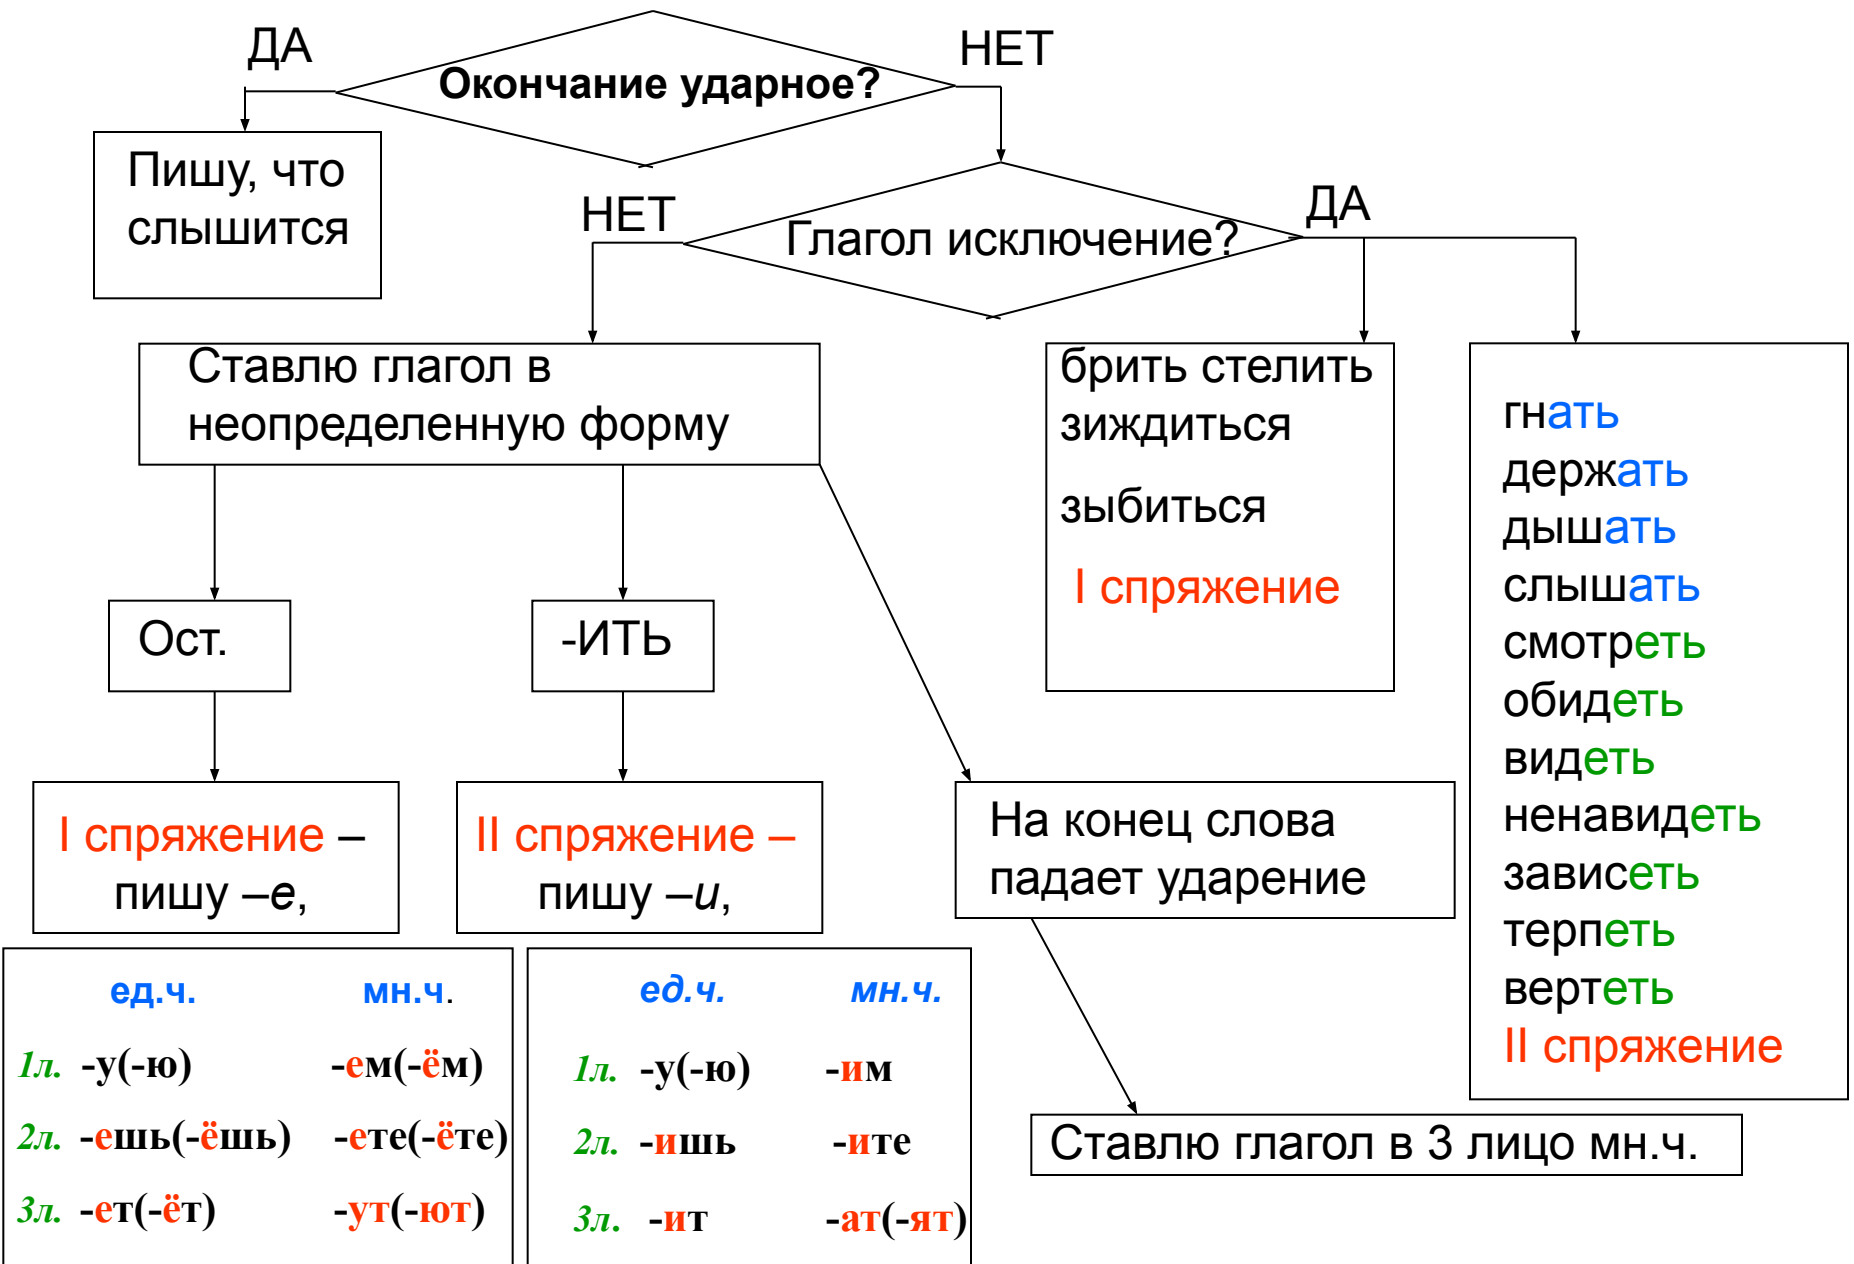 ДА
НЕТ
Окончание ударное?
Пишу, что
слышится
НЕТ
ДА
Глагол исключение?
Ставлю глагол в
неопределенную форму
брить стелить
зиждиться
зыбиться
I спряжение
гнать
держать
дышать
слышать
смотреть
обидеть
видеть
ненавидеть
зависеть
терпеть
вертеть
II спряжение
Ост.
-ИТЬ
I спряжение –
пишу –е,
II спряжение –
пишу –и,
На конец слова
падает ударение
ед.ч. мн.ч.
1л. -у(-ю) -ем(-ём)
2л. -ешь(-ёшь) -ете(-ёте)
3л. -ет(-ёт) -ут(-ют)
ед.ч. мн.ч.
1л. -у(-ю) -им
2л. -ишь -ите
3л. -ит -ат(-ят)
Ставлю глагол в 3 лицо мн.ч.